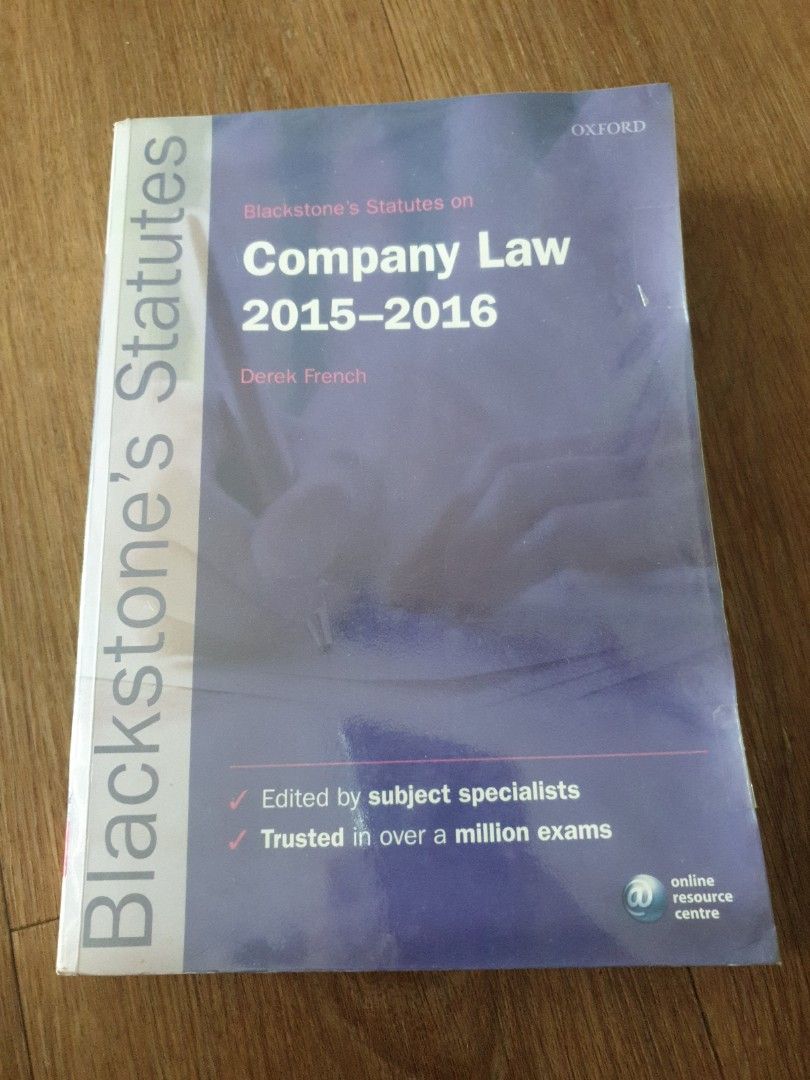 OXFORD
Blackstone's Statutes
Blackstone's Statutes on
Company Law
2015–2016
Derek French
✓ Edited by subject specialists
✓ Trusted in over a million exams
@ online
resource
centre